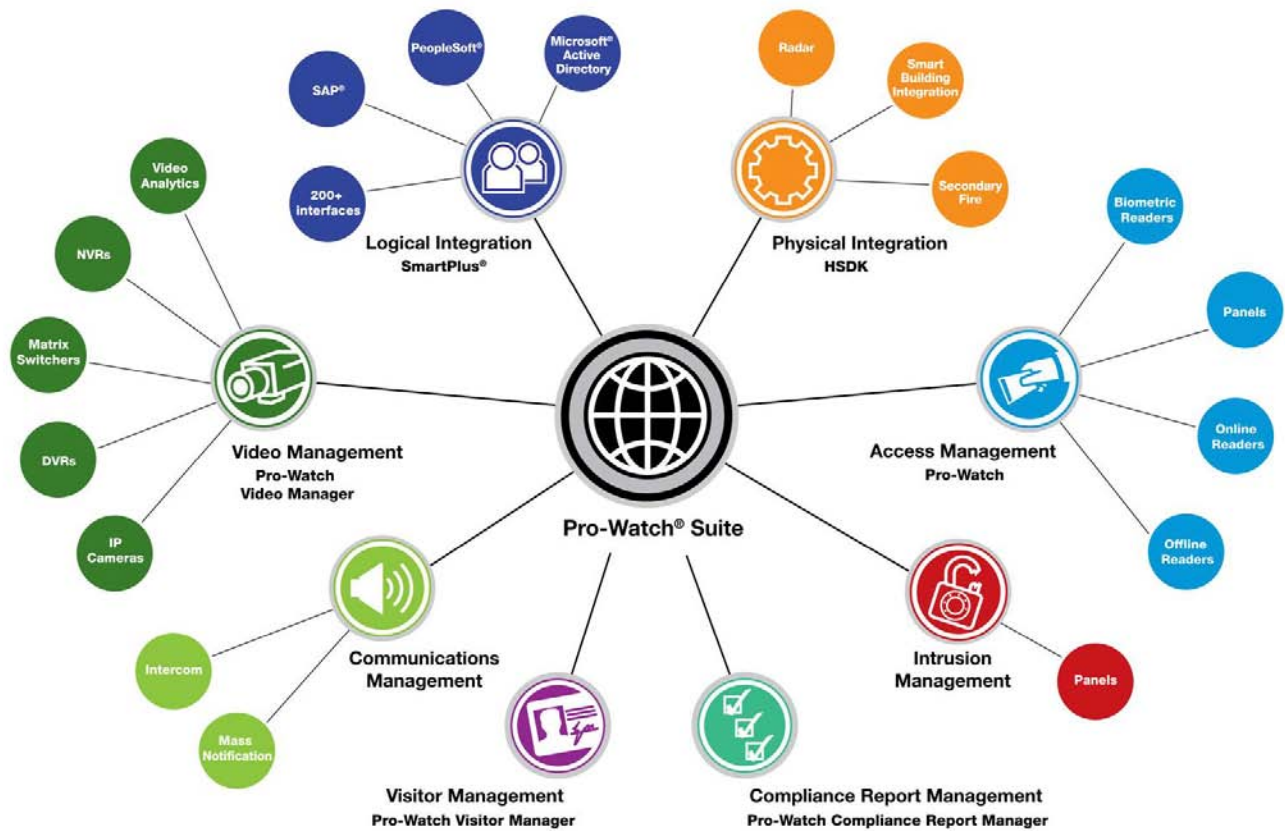 PeopleSoft®
Microsoft®
Active
Directory
SAP®
200+
interfaces
Logical Integration
SmartPlus®
Radar
Smart
Building
Integration
Secondary
Fire
Physical Integration
HSDK
Video
Analytics
NVRs
Matrix
Switchers
DVRs
IP
Cameras
Video Management
Pro-Watch
Video Manager
Biometric
Readers
Panels
Online
Readers
Offline
Readers
Access Management
Pro-Watch
Pro-Watch® Suite
Intercom
Mass
Notification
Communications
Management
Intrusion
Management
Panels
Visitor Management
Pro-Watch Visitor Manager
Compliance Report Management
Pro-Watch Compliance Report Manager